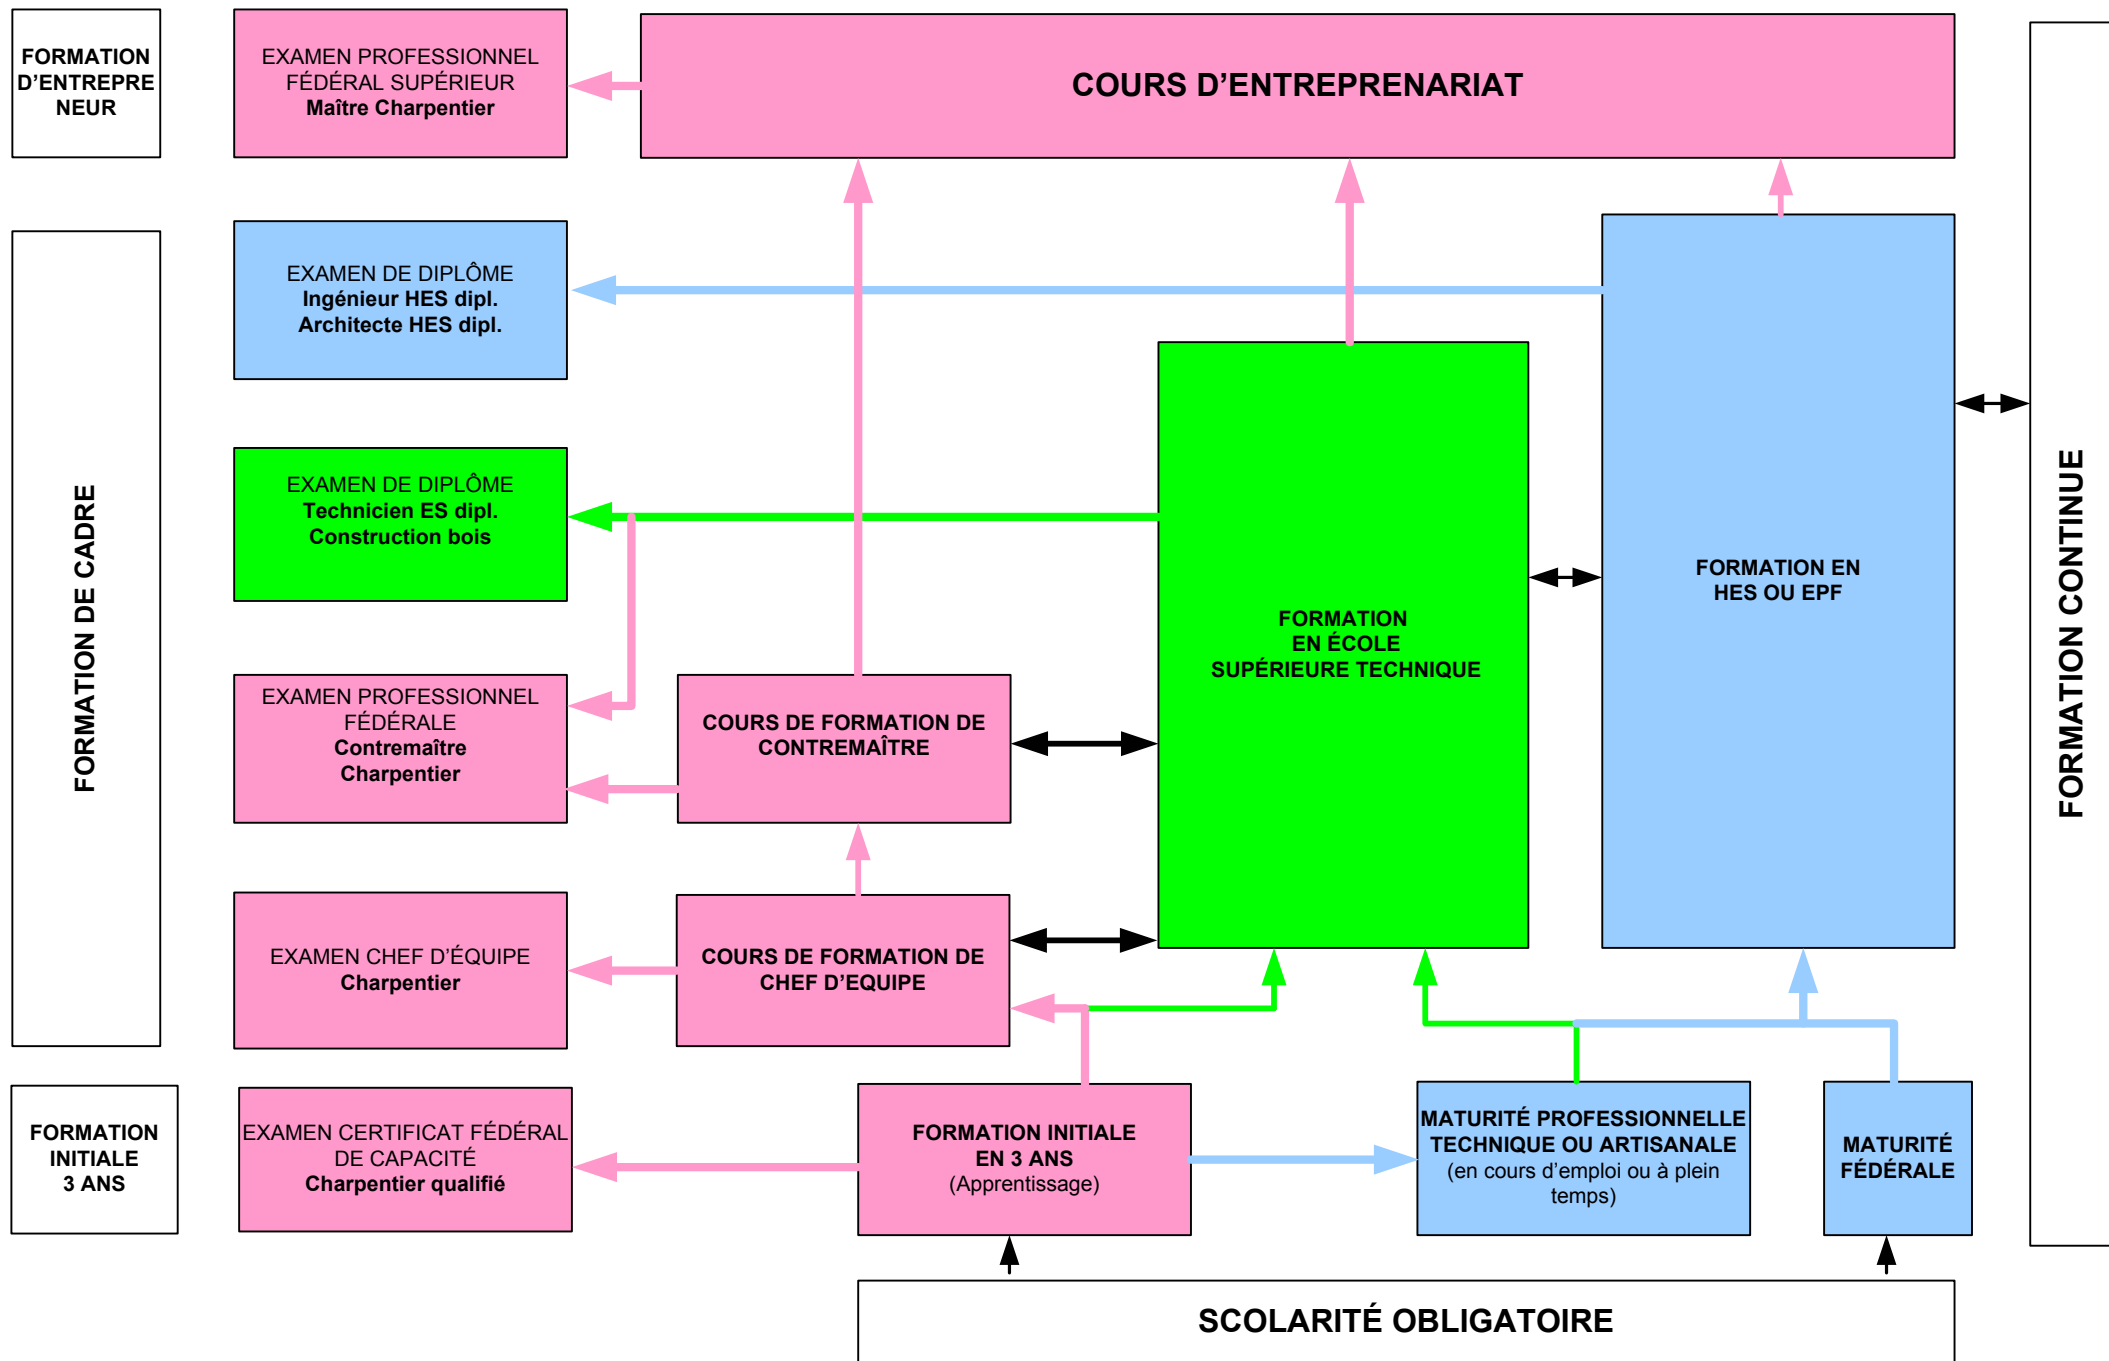 FORMATION
D'ENTREPRE
NEUR
EXAMEN PROFESSIONNEL
FÉDÉRAL SUPÉRIEUR
Maître Charpentier
COURS D'ENTREPRENARIAT
FORMATION DE CADRE
EXAMEN DE DIPLÔME
Ingénieur HES dipl.
Architecte HES dipl.
EXAMEN DE DIPLÔME
Technicien ES dipl.
Construction bois
EXAMEN PROFESSIONNEL
FÉDÉRALE
Contremaître
Charpentier
COURS DE FORMATION DE
CONTREMAÎTRE
EXAMEN CHEF D'ÉQUIPE
Charpentier
COURS DE FORMATION DE
CHEF D'EQUIPE
FORMATION
EN ÉCOLE
SUPÉRIEURE TECHNIQUE
FORMATION EN
HES OU EPF
FORMATION CONTINUE
FORMATION
INITIALE
3 ANS
EXAMEN CERTIFICAT FÉDÉRAL
DE CAPACITÉ
Charpentier qualifié
FORMATION INITIALE
EN 3 ANS
(Apprentissage)
MATURITÉ PROFESSIONNELLE
TECHNIQUE OU ARTISANALE
(en cours d'emploi ou à plein
temps)
MATURITÉ
FÉDÉRALE
SCOLARITÉ OBLIGATOIRE